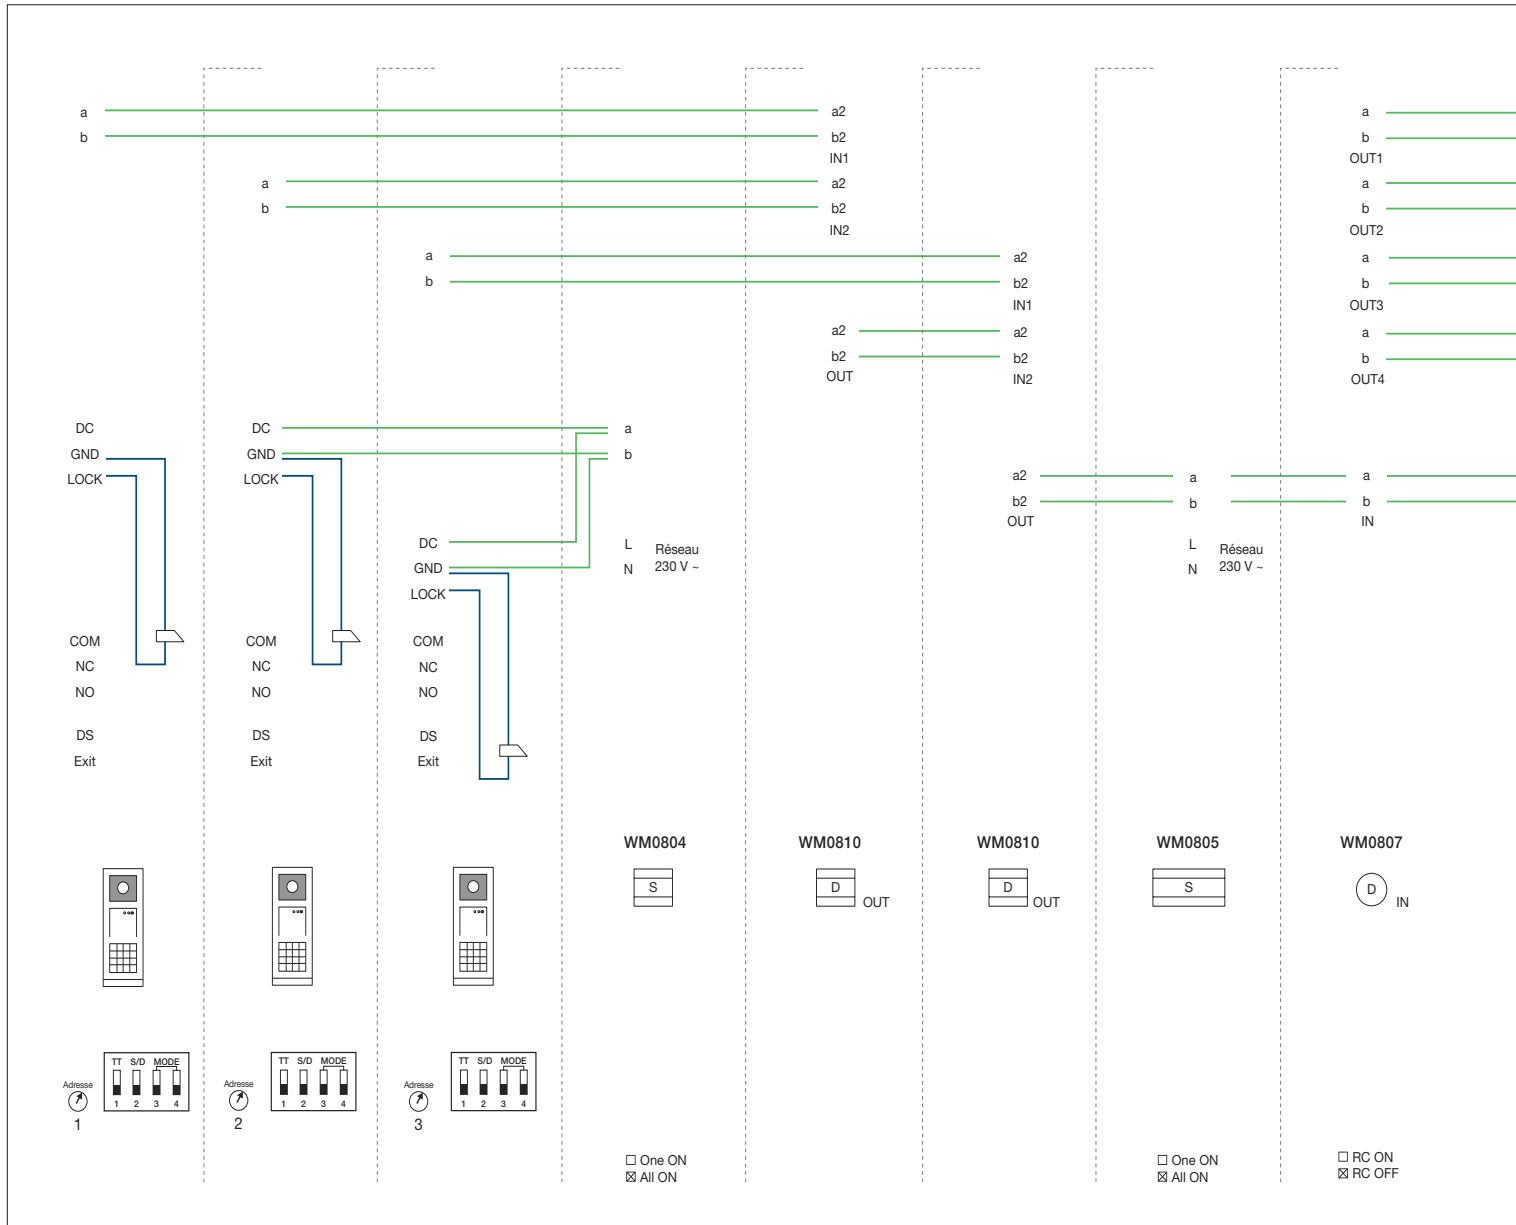 a a2 a
b b2 b
IN1 OUT1
a a2 a
b b2 b
IN2 OUT2
a a2 a
b b2 b
IN1 OUT3
a2 a2 a
b2 b2 b
OUT IN2 OUT4
DC DC a
GND GND b
LOCK LOCK a2 a a
b2 b b
OUT IN
DC L Réseau L Réseau
GND N 230 V ~ N 230 V ~
LOCK
COM COM COM
NC NC NC
NO NO NO
DS DS DS
Exit Exit Exit
WM0804 WM0810 WM0810 WM0805 WM0807
S D OUT D OUT S D IN
TT S/D MODE TT S/D MODE TT S/D MODE
Adresse Adresse Adresse
1 2 3 4 1 2 3 4 1 2 3 4
1 2 3
One ON One ON RC ON
All ON All ON RC OFF